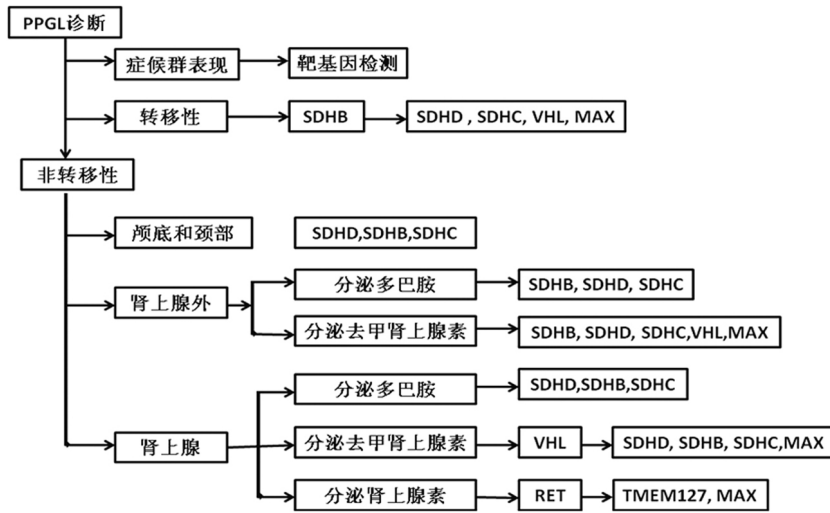 PPGL诊断
症候群表现
靶基因检测
转移性
SDHB
SDHD , SDHC, VHL, MAX
非转移性
颅底和颈部
SDHD,SDHB,SDHC
肾上腺外
分泌多巴胺
SDHB, SDHD, SDHC
分泌去甲肾上腺素
SDHB, SDHD, SDHC,VHL,MAX
肾上腺
分泌多巴胺
SDHD,SDHB,SDHC
分泌去甲肾上腺素
VHL
SDHD, SDHB, SDHC,MAX
分泌肾上腺素
RET
TMEM127, MAX